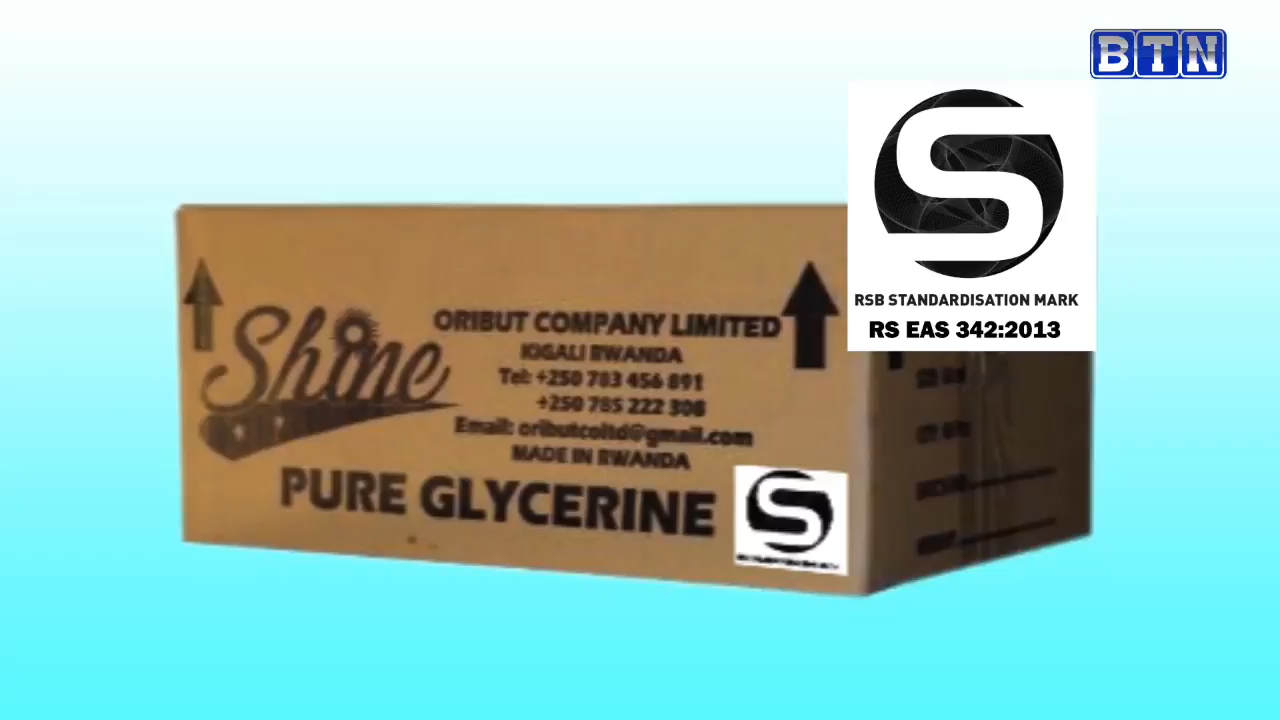 BTN
S
RSB STANDARDISATION MARK
RS EAS 342:2013
Shine
ORIBUT COMPANY LIMITED
KIGALI RWANDA
Tel: +250 783 456 891
+250 785 222 308
Email: oributcoltd@gmail.com
MADE IN RWANDA
PURE GLYCERINE
S